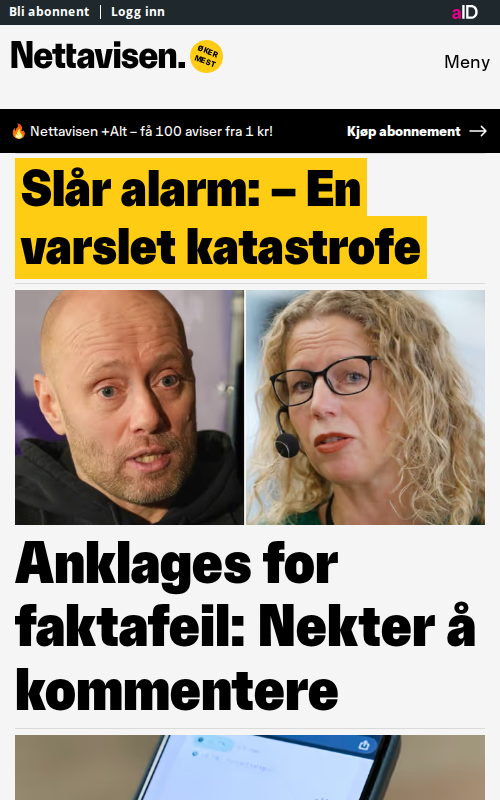 Bli abonnent
Logg inn
aID
Nettavisen.
ØKER
MEST
Meny
🔥 Nettavisen +Alt – få 100 aviser fra 1 kr!
Kjøp abonnement →
Slår alarm: – En
varslet katastrofe
Anklages for
faktafeil: Nekter å
kommentere